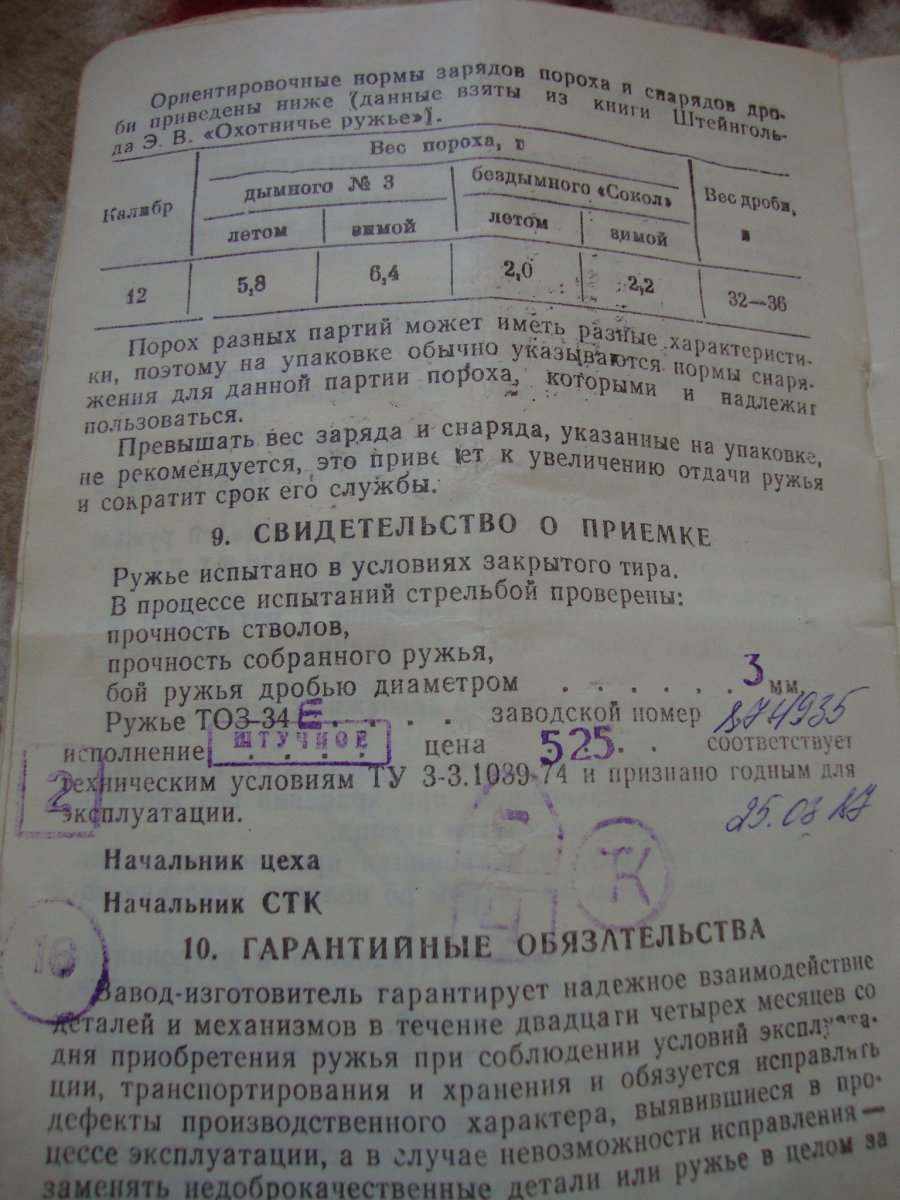 Ориентировочные нормы зарядов пороха и снарядов дро-
би приведены ниже (данные взяты из книги Штейнголь-
да Э. В. «Охотничье ружье»).
Калибр
Вес пороха, г
Вес дроби, г
дымного № 3
бездымного «Сокол»
летом
зимой
летом
зимой
12
5,8
6,4
2,0
2,2
32—36
Порох разных партий может иметь разные характеристи-
ки, поэтому на упаковке обычно указываются нормы снаря-
жения для данной партии пороха, которыми и надлежит
пользоваться.
Превышать вес заряда и снаряда, указанные на упаковке,
не рекомендуется, это приведет к увеличению отдачи ружья
и сократит срок его службы.
9. СВИДЕТЕЛЬСТВО О ПРИЕМКЕ
Ружье испытано в условиях закрытого тира.
В процессе испытаний стрельбой проверены:
прочность стволов,
прочность собранного ружья,
бой ружья дробью диаметром . . . . . . 3 мм
Ружье ТОЗ-34 Е . . . . заводской номер
исполнение ШТУЧНОЕ цена 525 . . соответствует
техническим условиям ТУ 3-3.1039-74 и признано годным для
эксплуатации.
2
Начальник цеха
Начальник СТК
ТК
16
10. ГАРАНТИЙНЫЕ ОБЯЗАТЕЛЬСТВА
Завод-изготовитель гарантирует надежное взаимодействие
деталей и механизмов в течение двадцати четырех месяцев со
дня приобретения ружья при соблюдении условий эксплуата-
ции, транспортирования и хранения и обязуется исправлять
дефекты производственного характера, выявившиеся в про-
цессе эксплуатации, а в случае невозможности исправления —
заменять недоброкачественные детали или ружье в целом за